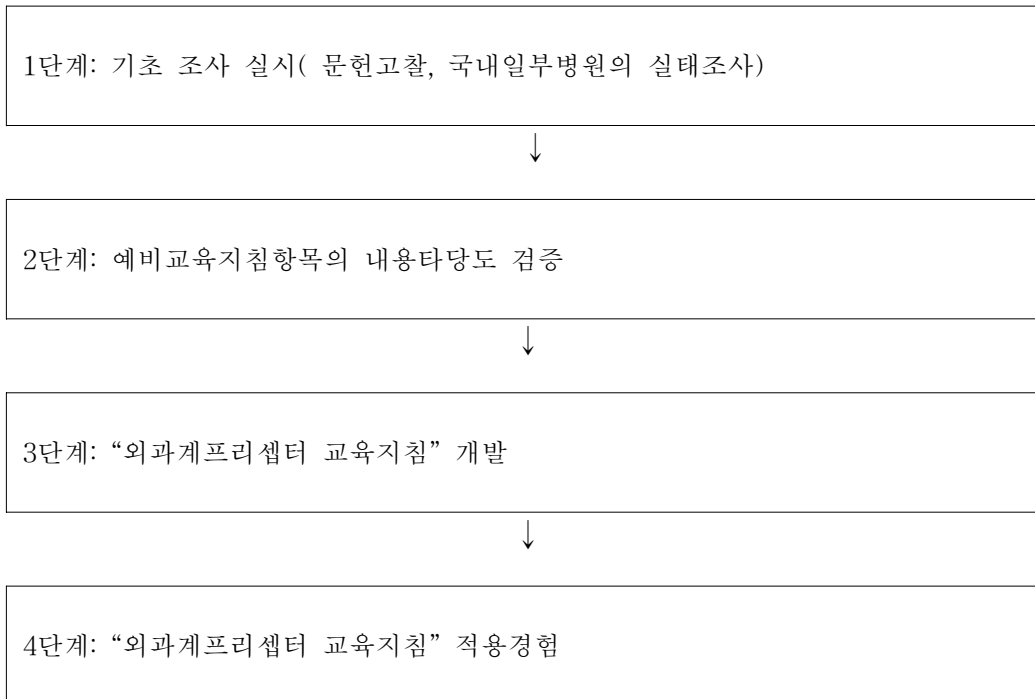 1단계: 기초 조사 실시( 문헌고찰, 국내일부병원의 실태조사)
↓
2단계: 예비교육지침항목의 내용타당도 검증
↓
3단계: “외과계프리셉터 교육지침” 개발
↓
4단계: “외과계프리셉터 교육지침” 적용경험